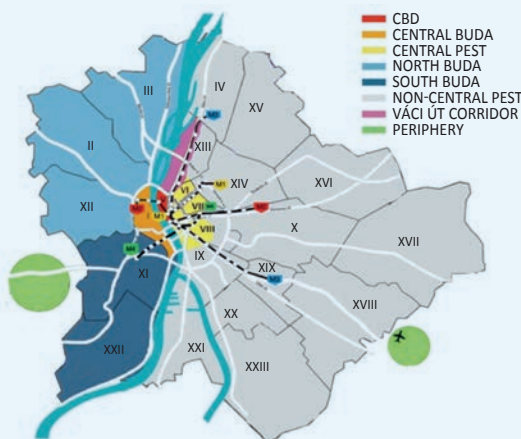 CBD
CENTRAL BUDA
CENTRAL PEST
NORTH BUDA
SOUTH BUDA
NON-CENTRAL PEST
VÁCI ÚT CORRIDOR
PERIPHERY
III
IV
XV
II
XIII
XIV
XVI
XII
VI
M1
VII
I
VIII
X
XVII
XI
IX
XIX
XVIII
XX
XXII
XXI
XXIII